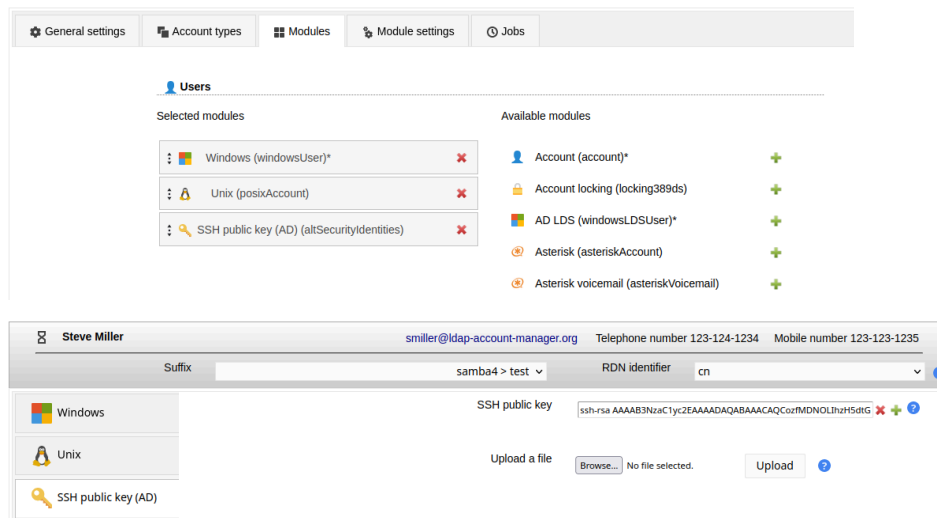 General settings Account types Modules Module settings Jobs
Users
Selected modules Available modules
Windows (windowsUser)* Account (account)*
Unix (posixAccount) Account locking (locking389ds)
SSH public key (AD) (altSecurityIdentities) AD LDS (windowsLDSUser)*
Asterisk (asteriskAccount)
Asterisk voicemail (asteriskVoicemail)
Steve Miller smiller@ldap-account-manager.org Telephone number 123-124-1234 Mobile number 123-123-1235
Suffix samba4 > test RDN identifier cn
Windows SSH public key ssh-rsa AAAAB3NzaC1yc2EAAAADAQABAAACAQCozfMDNOLIhzH5dtG
Unix Upload a file Browse... No file selected. Upload
SSH public key (AD)